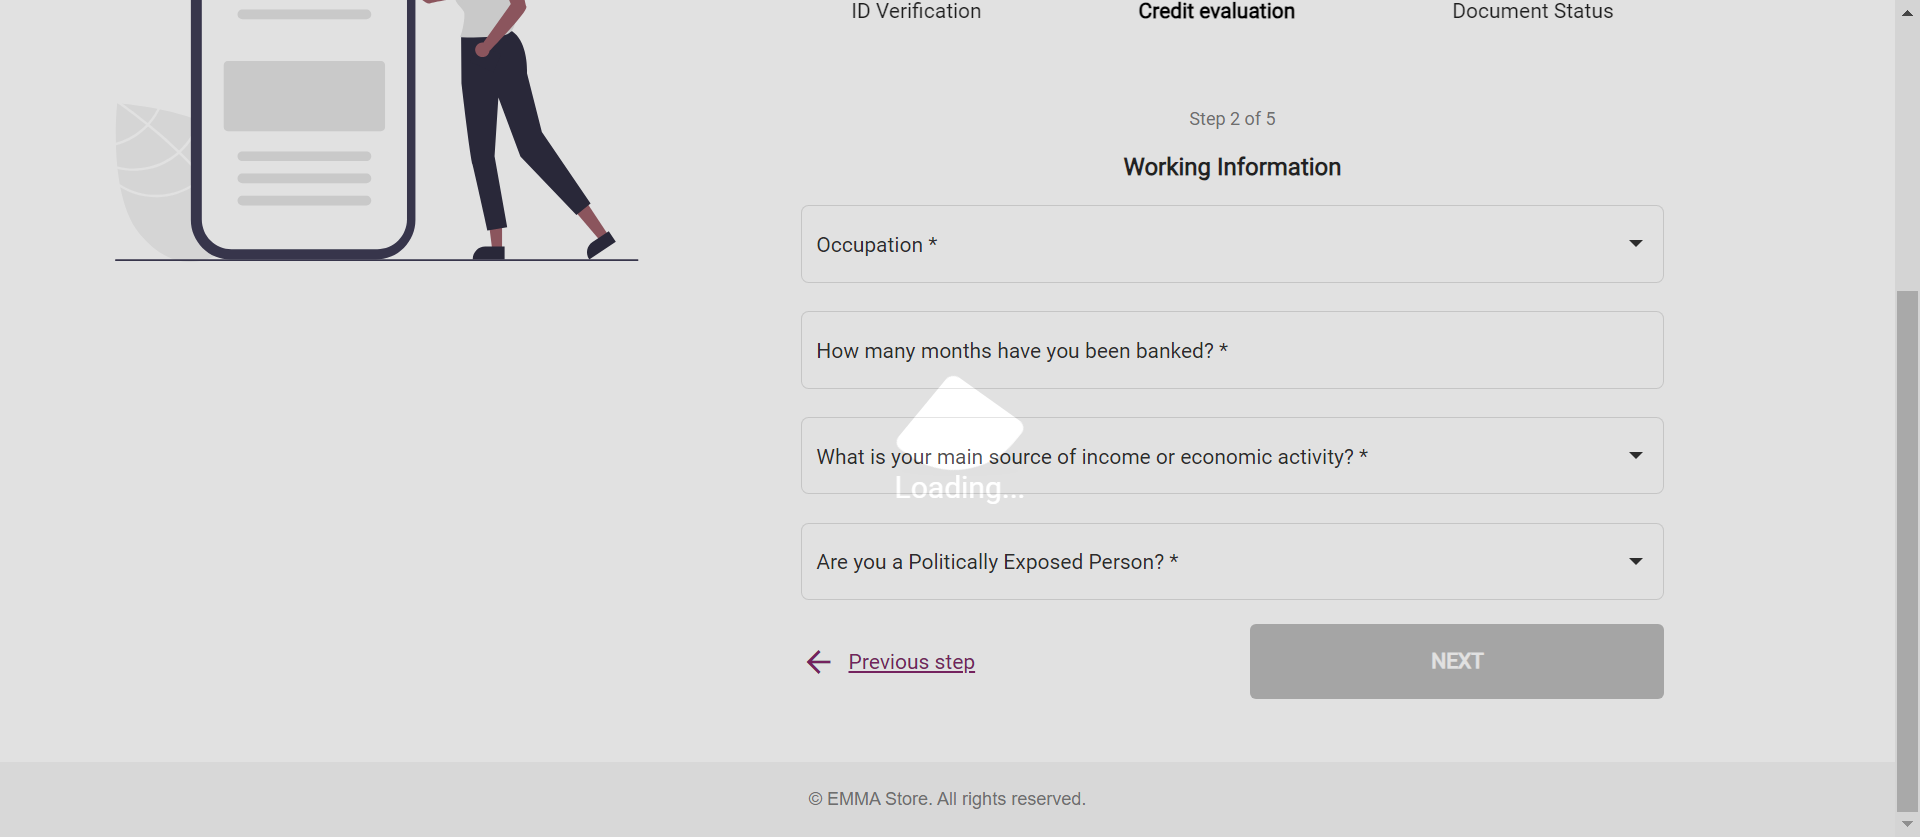 ID Verification
Credit evaluation
Document Status
Step 2 of 5
Working Information
Occupation *
How many months have you been banked? *
What is your main source of income or economic activity? *
Loading...
Are you a Politically Exposed Person? *
Previous step
NEXT
© EMMA Store. All rights reserved.